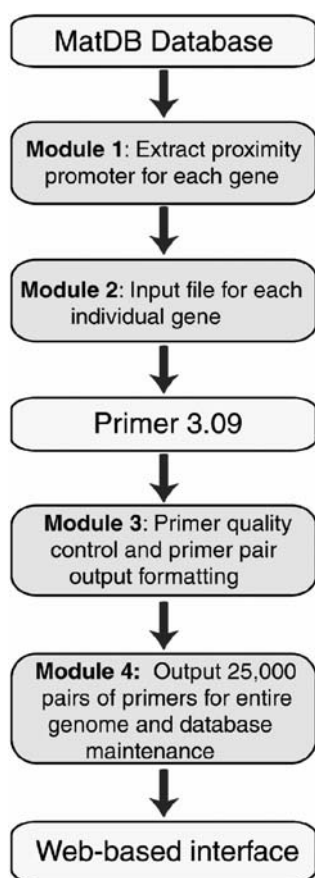 MatDB Database
Module 1: Extract proximity
promoter for each gene
Module 2: Input file for each
individual gene
Primer 3.09
Module 3: Primer quality
control and primer pair
output formatting
Module 4: Output 25,000
pairs of primers for entire
genome and database
maintenance
Web-based interface